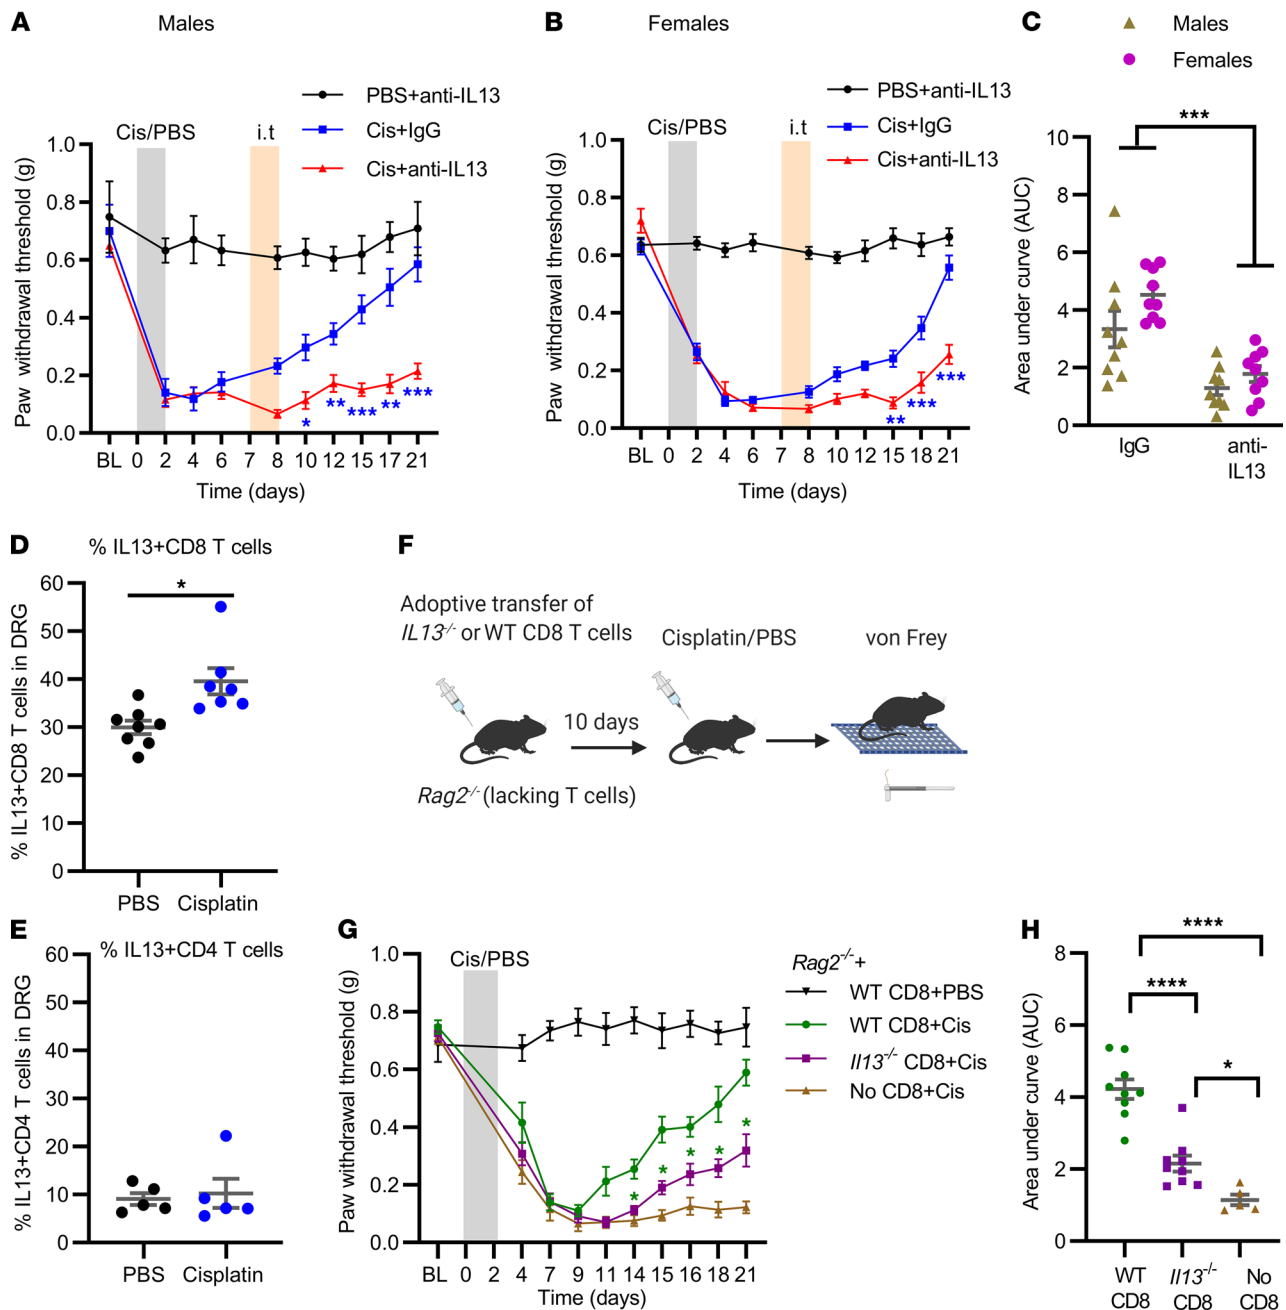 A
Males
PBS+anti-IL13
Cis+IgG
Cis+anti-IL13
Cis/PBS
i.t
Paw withdrawal threshold (g)
1.0
0.8
0.6
0.4
0.2
0.0
*
**
***
**
***
BL 0 2 4 6 7 8 10 12 15 17 21
Time (days)
B
Females
PBS+anti-IL13
Cis+IgG
Cis+anti-IL13
Cis/PBS
i.t
Paw withdrawal threshold (g)
1.0
0.8
0.6
0.4
0.2
0.0
**
***
***
BL 0 2 4 6 7 8 10 12 15 18 21
Time (days)
C
Males
Females
***
Area under curve (AUC)
10
8
6
4
2
0
IgG
anti-
IL13
D
% IL13+CD8 T cells
*
% IL13+CD8 T cells in DRG
60
50
40
30
20
10
0
PBS
Cisplatin
E
% IL13+CD4 T cells
% IL13+CD4 T cells in DRG
60
50
40
30
20
10
0
PBS
Cisplatin
F
Adoptive transfer of
IL13-/- or WT CD8 T cells
Cisplatin/PBS
von Frey
10 days
Rag2-/- (lacking T cells)
G
Cis/PBS
Rag2-/-+
WT CD8+PBS
WT CD8+Cis
Il13-/- CD8+Cis
No CD8+Cis
Paw withdrawal threshold (g)
1.0
0.8
0.6
0.4
0.2
0.0
*
*
*
*
*
BL 0 2 4 7 9 11 14 15 16 18 21
Time (days)
H
****
****
*
Area under curve (AUC)
8
6
4
2
0
WT
CD8
Il13-/-
CD8
No
CD8